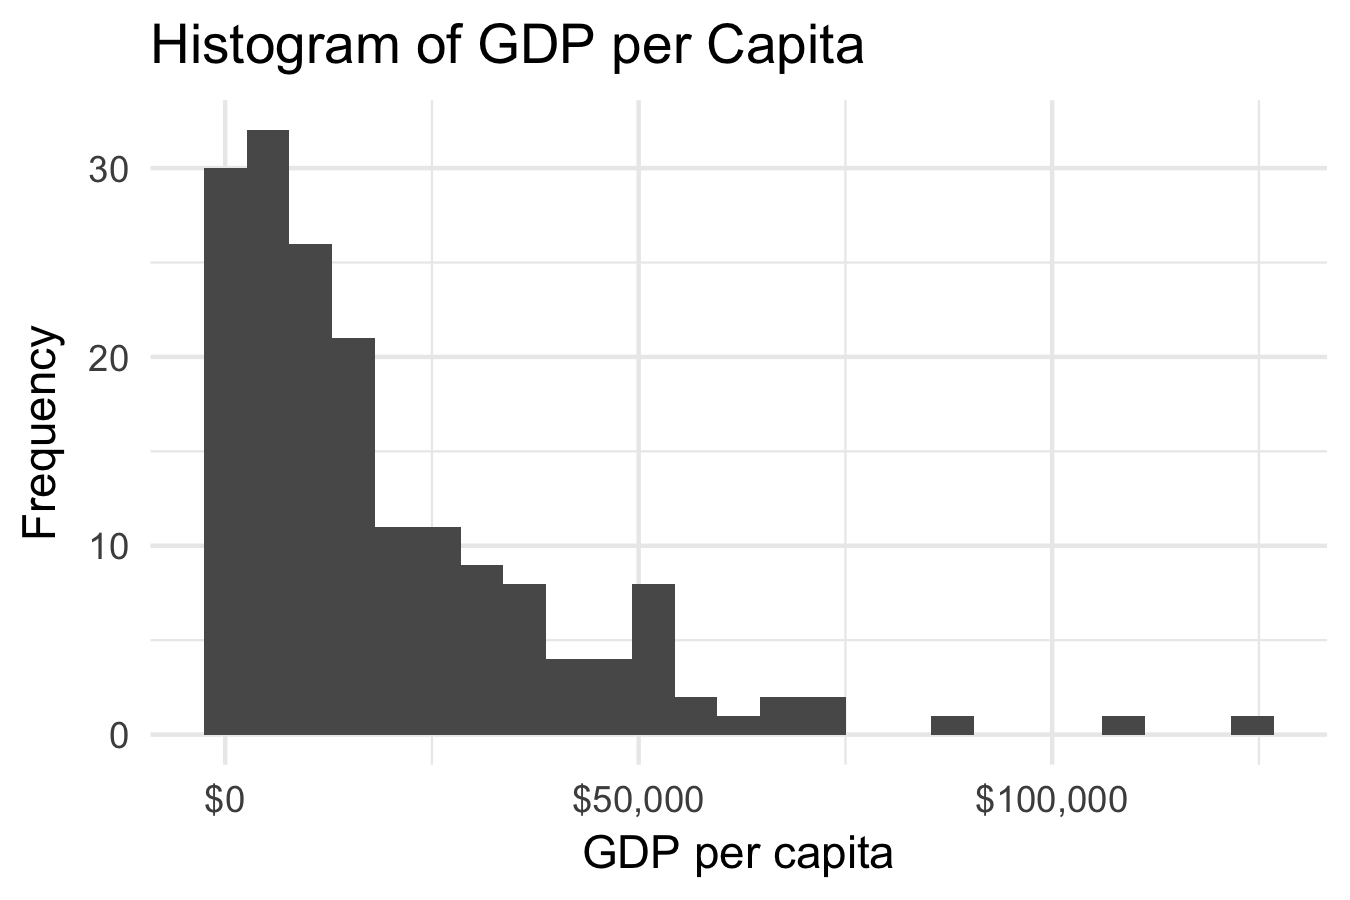 Histogram of GDP per Capita
30
20
10
0
Frequency
$0
$50,000
$100,000
GDP per capita